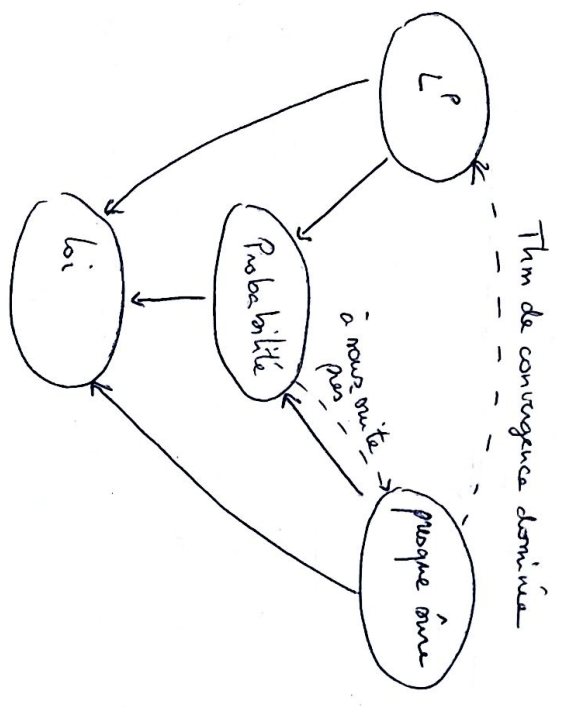 Thm de convergence dominée
L^p
presque sûre
à sous-suite
près
Probabilité
Loi